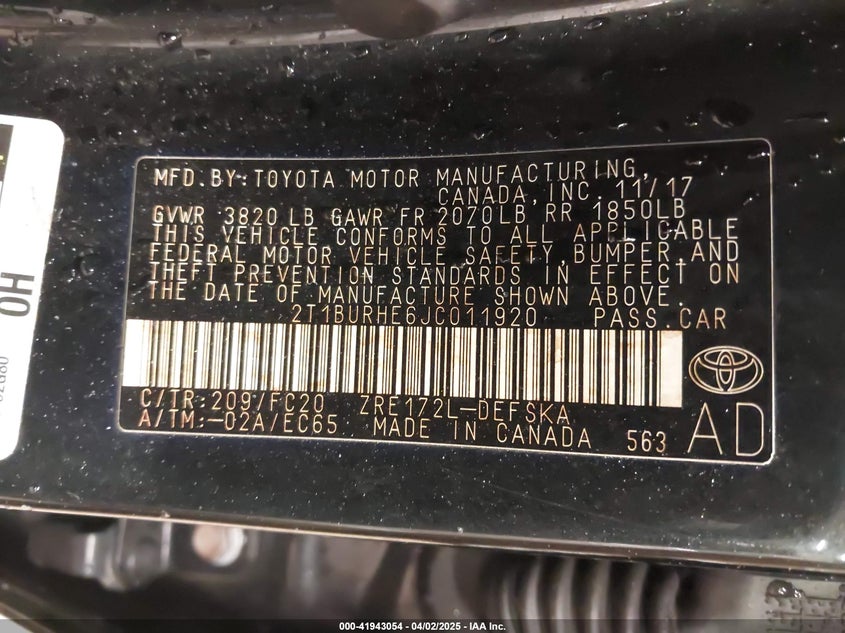 MFD.BY:TOYOTA MOTOR MANUFACTURING,
CANADA,INC. 11/17
GVWR 3820 LB GAWR FR 2070LB RR 1850LB
THIS VEHICLE CONFORMS TO ALL APPLICABLE
FEDERAL MOTOR VEHICLE SAFETY,BUMPER,AND
THEFT PREVENTION STANDARDS IN EFFECT ON
THE DATE OF MANUFACTURE SHOWN ABOVE.
2T1BURHE6JC011920 PASS.CAR
C/TR:209/FC20 ZRE172L-DEFSKA
A/TM:-02A/EC65 MADE IN CANADA 563 AD
OH
000-41943054 - 04/02/2025 - IAA Inc.